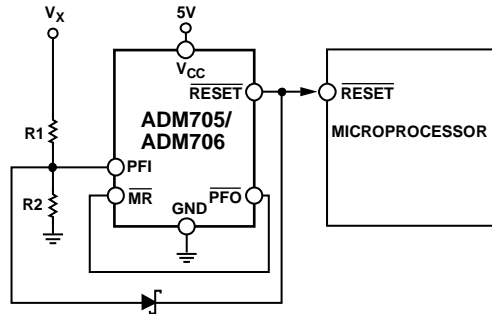 VX
5V
VCC
RESET
RESET
ADM705/
ADM706
MICROPROCESSOR
R1
PFI
R2
MR
GND
PFO